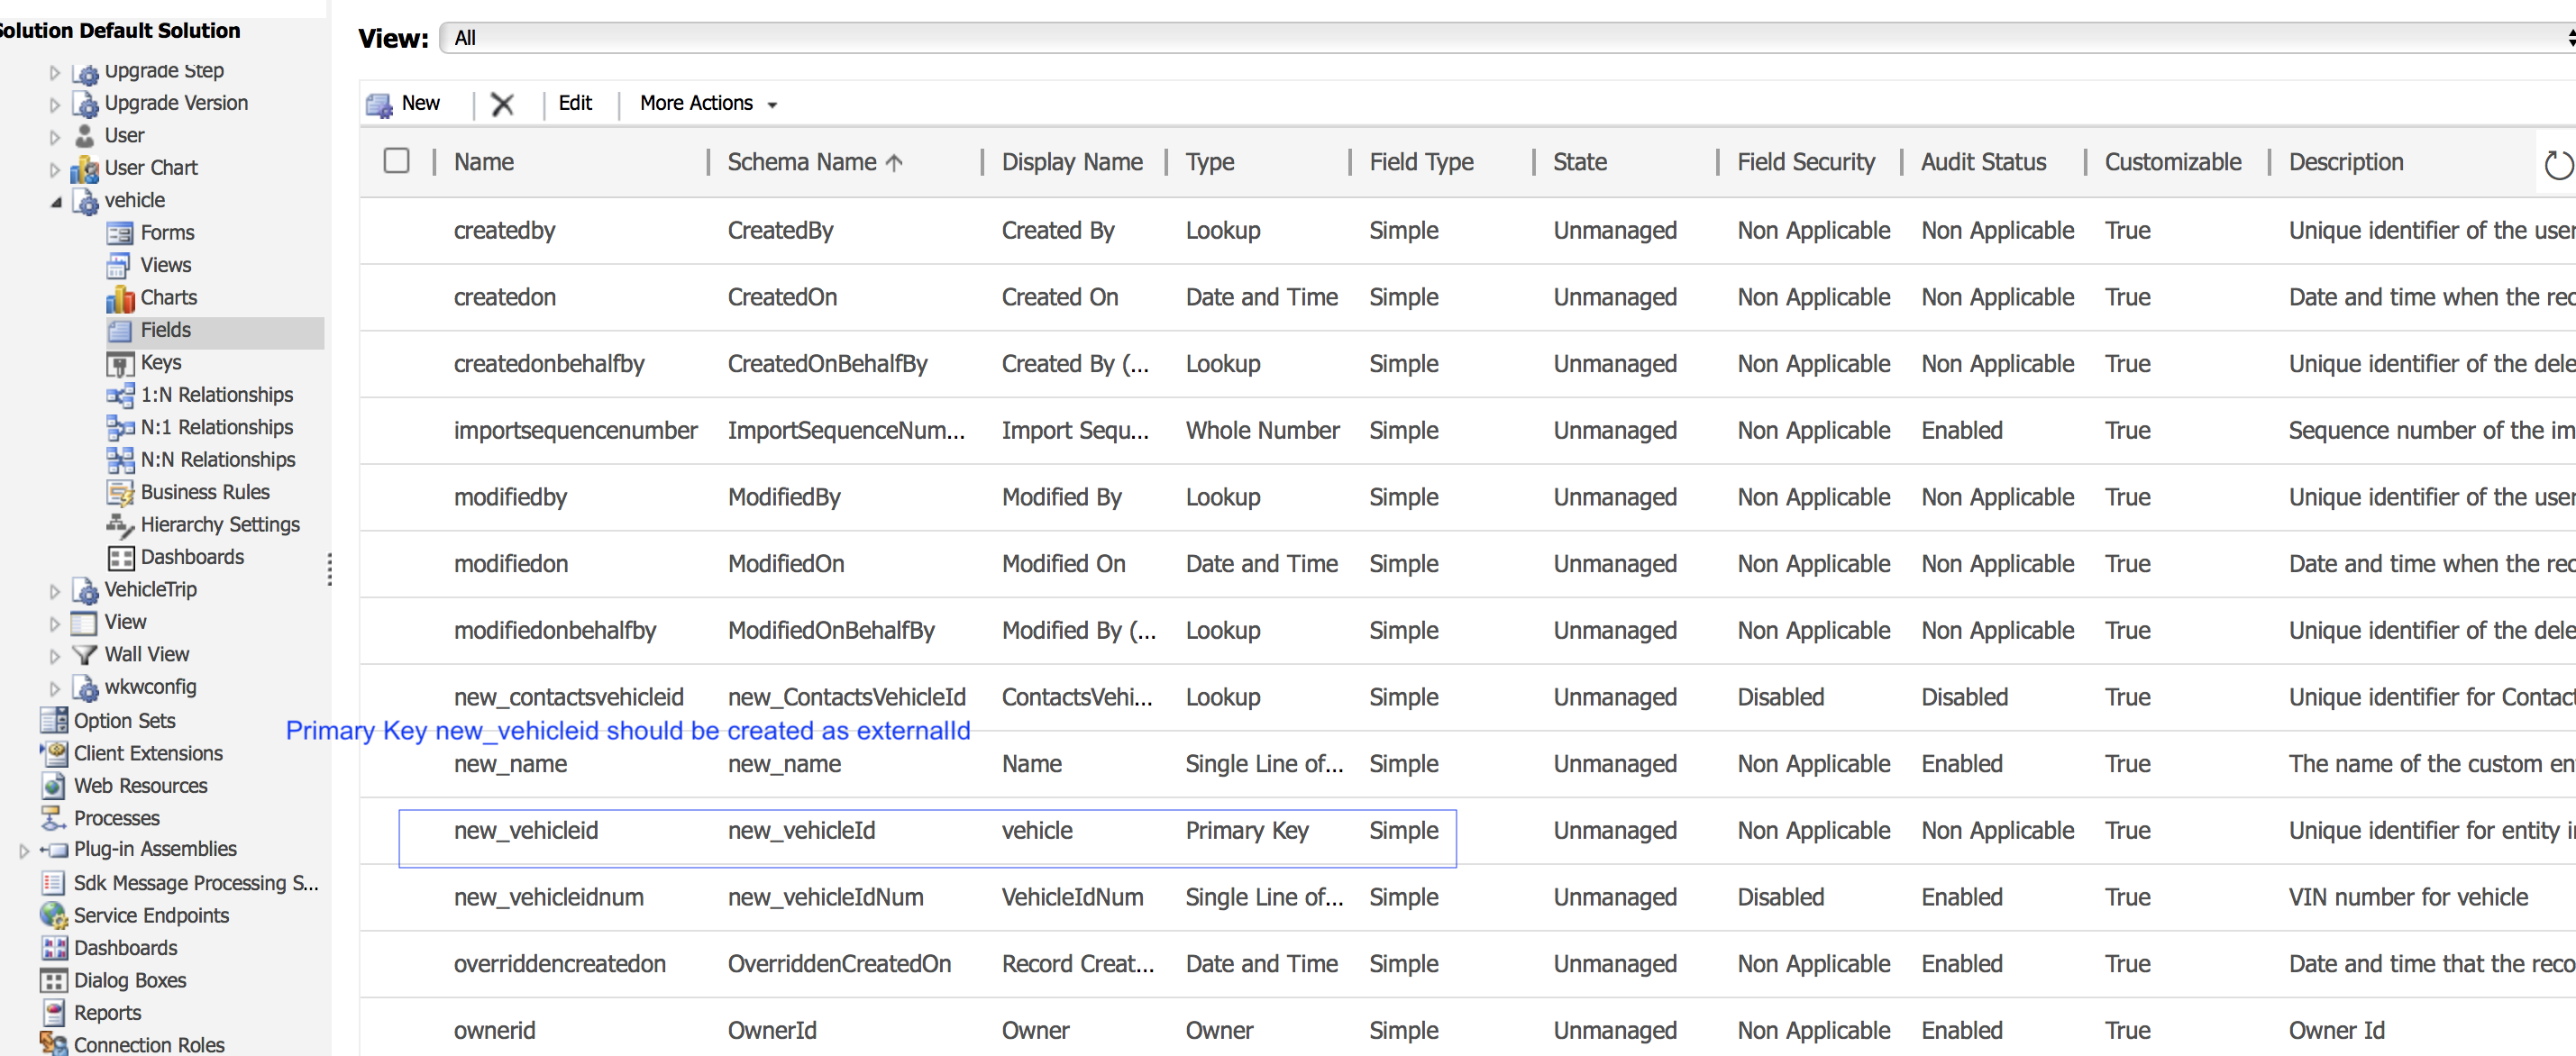 Solution Default Solution
Upgrade Step
Upgrade Version
User
User Chart
vehicle
Forms
Views
Charts
Fields
Keys
1:N Relationships
N:1 Relationships
N:N Relationships
Business Rules
Hierarchy Settings
Dashboards
VehicleTrip
View
Wall View
wkwconfig
Option Sets
Client Extensions
Web Resources
Processes
Plug-in Assemblies
Sdk Message Processing S...
Service Endpoints
Dashboards
Dialog Boxes
Reports
Connection Roles
View: All
New Edit More Actions
Name Schema Name Display Name Type Field Type State Field Security Audit Status Customizable Description
createdby CreatedBy Created By Lookup Simple Unmanaged Non Applicable Non Applicable True Unique identifier of the user
createdon CreatedOn Created On Date and Time Simple Unmanaged Non Applicable Non Applicable True Date and time when the rec
createdonbehalfby CreatedOnBehalfBy Created By (... Lookup Simple Unmanaged Non Applicable Non Applicable True Unique identifier of the dele
importsequencenumber ImportSequenceNum... Import Sequ... Whole Number Simple Unmanaged Non Applicable Enabled True Sequence number of the im
modifiedby ModifiedBy Modified By Lookup Simple Unmanaged Non Applicable Non Applicable True Unique identifier of the user
modifiedon ModifiedOn Modified On Date and Time Simple Unmanaged Non Applicable Non Applicable True Date and time when the rec
modifiedonbehalfby ModifiedOnBehalfBy Modified By (... Lookup Simple Unmanaged Non Applicable Non Applicable True Unique identifier of the dele
new_contactsvehicleid new_ContactsVehicleId ContactsVehi... Lookup Simple Unmanaged Disabled Disabled True Unique identifier for Contact
Primary Key new_vehicleid should be created as externalId
new_name new_name Name Single Line of... Simple Unmanaged Non Applicable Enabled True The name of the custom en
new_vehicleid new_vehicleId vehicle Primary Key Simple Unmanaged Non Applicable Non Applicable True Unique identifier for entity in
new_vehicleidnum new_vehicleIdNum VehicleIdNum Single Line of... Simple Unmanaged Disabled Enabled True VIN number for vehicle
overriddencreatedon OverriddenCreatedOn Record Creat... Date and Time Simple Unmanaged Non Applicable Enabled True Date and time that the reco
ownerid OwnerId Owner Owner Simple Unmanaged Non Applicable Enabled True Owner Id